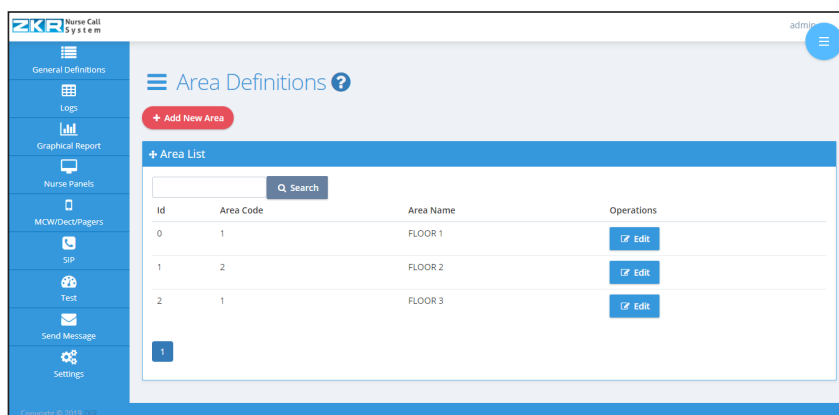 ZKR Nurse Call System
admin
General Definitions
Logs
Graphical Report
Nurse Panels
MCW/Dect/Pagers
SIP
Test
Send Message
Settings
Area Definitions ?
+ Add New Area
Area List
Search
Id Area Code Area Name Operations
0 1 FLOOR 1 Edit
1 2 FLOOR 2 Edit
2 1 FLOOR 3 Edit
1
Copyright © 2019